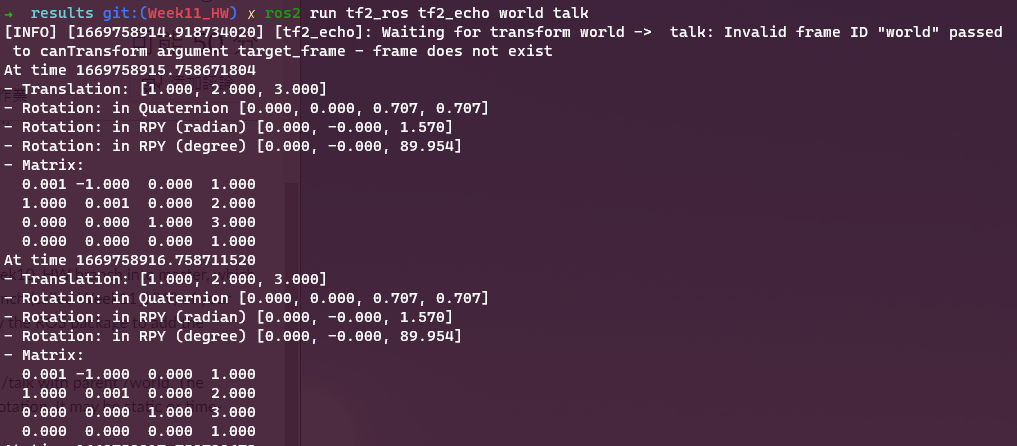 → results git:(Week11_HW) ✗ ros2 run tf2_ros tf2_echo world talk
[INFO] [1669758914.918734020] [tf2_echo]: Waiting for transform world ->  talk: Invalid frame ID "world" passed
to canTransform argument target_frame - frame does not exist
At time 1669758915.758671804
- Translation: [1.000, 2.000, 3.000]
- Rotation: in Quaternion [0.000, 0.000, 0.707, 0.707]
- Rotation: in RPY (radian) [0.000, -0.000, 1.570]
- Rotation: in RPY (degree) [0.000, -0.000, 89.954]
- Matrix:
0.001 -1.000 0.000 1.000
1.000 0.001 0.000 2.000
0.000 0.000 1.000 3.000
0.000 0.000 0.000 1.000
At time 1669758916.758711520
- Translation: [1.000, 2.000, 3.000]
- Rotation: in Quaternion [0.000, 0.000, 0.707, 0.707]
- Rotation: in RPY (radian) [0.000, -0.000, 1.570]
- Rotation: in RPY (degree) [0.000, -0.000, 89.954]
- Matrix:
0.001 -1.000 0.000 1.000
1.000 0.001 0.000 2.000
0.000 0.000 1.000 3.000
0.000 0.000 0.000 1.000